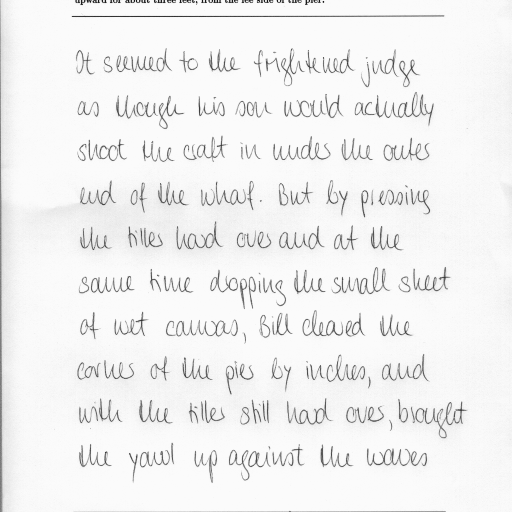 upward for about three feet, from the lee side of the pier.
It seemed to the frightened judge
as though his son would actually
shoot the craft in under the outer
end of the wharf. But by pressing
the tiller hard over and at the
same time dropping the small sheet
of wet canvas, Bill cleared the
corner of the pier by inches, and
with the tiller still hard over, brought
the yawl up against the waves